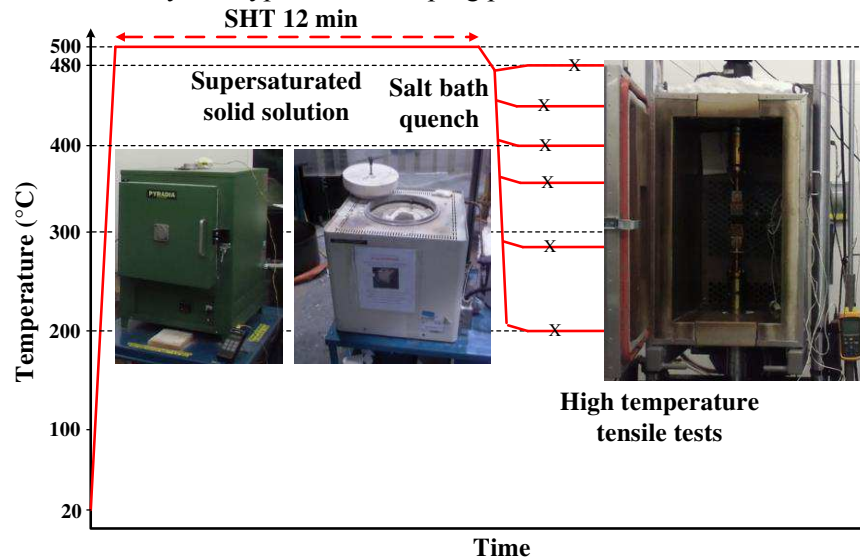 SHT 12 min
500
480
400
300
200
100
20
Temperature (°C)
Supersaturated
solid solution
Salt bath
quench
X
X
X
X
X
X
PYRADIA
High temperature
tensile tests
Time